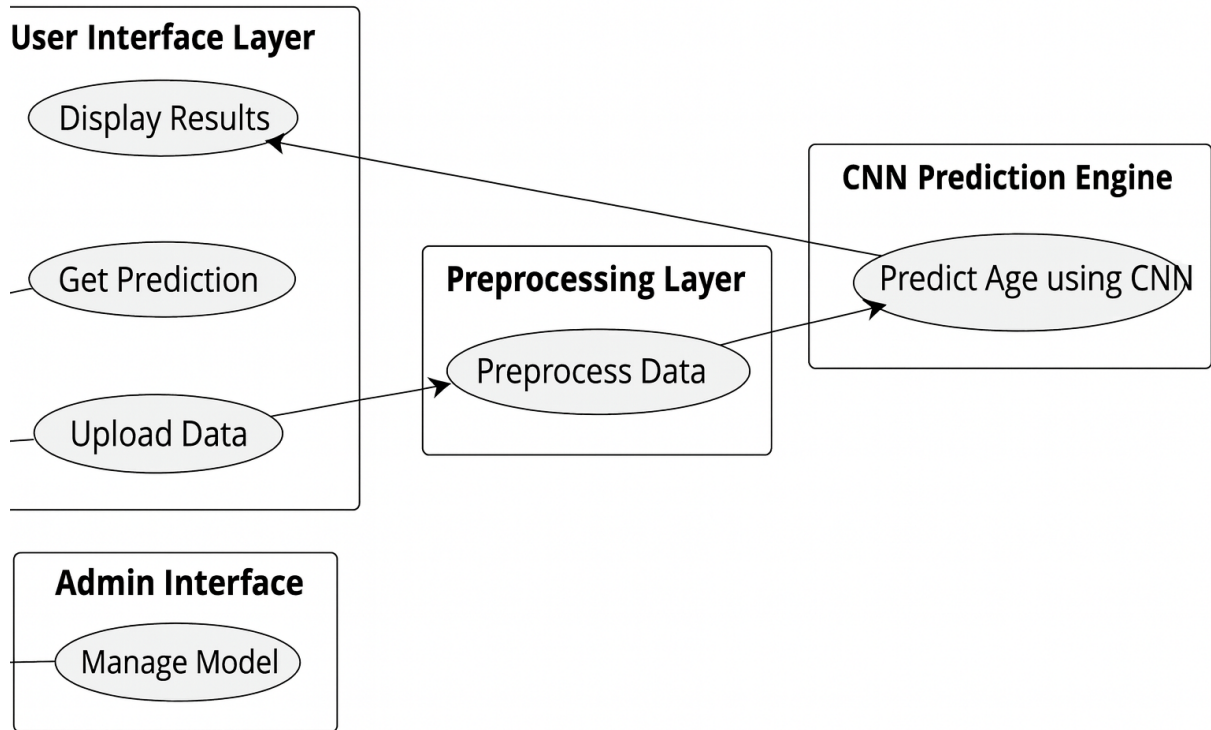 User Interface Layer
Display Results
Get Prediction
Upload Data
Preprocessing Layer
Preprocess Data
CNN Prediction Engine
Predict Age using CNN
Admin Interface
Manage Model